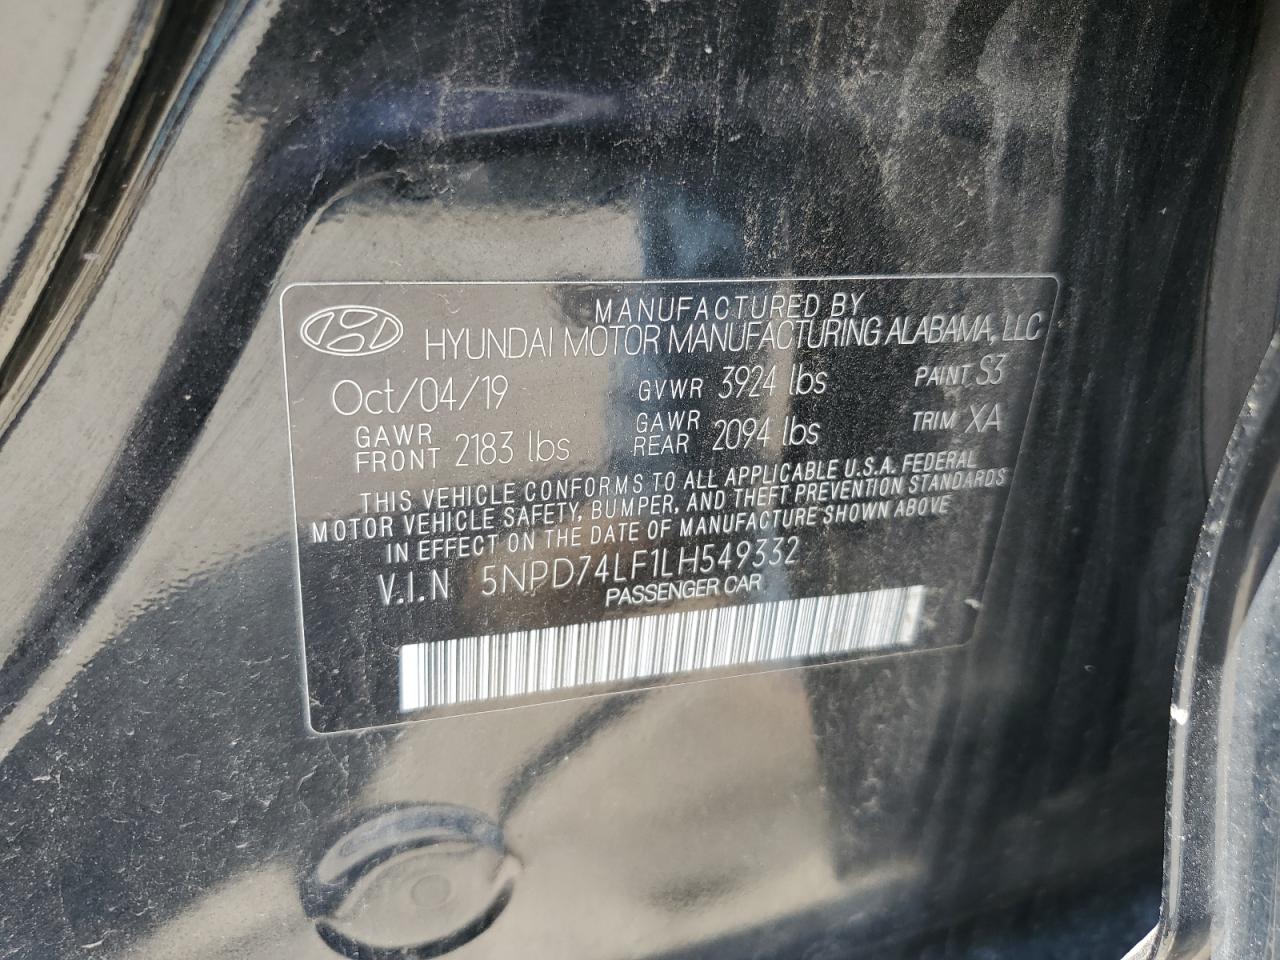 MANUFACTURED BY
HYUNDAI MOTOR MANUFACTURING ALABAMA, LLC
Oct/04/19 GVWR 3924 lbs PAINT S3
GAWR FRONT 2183 lbs GAWR REAR 2094 lbs TRIM XA
THIS VEHICLE CONFORMS TO ALL APPLICABLE U.S.A. FEDERAL
MOTOR VEHICLE SAFETY, BUMPER, AND THEFT PREVENTION STANDARDS
IN EFFECT ON THE DATE OF MANUFACTURE SHOWN ABOVE
V.I.N 5NPD74LF1LH549332
PASSENGER CAR